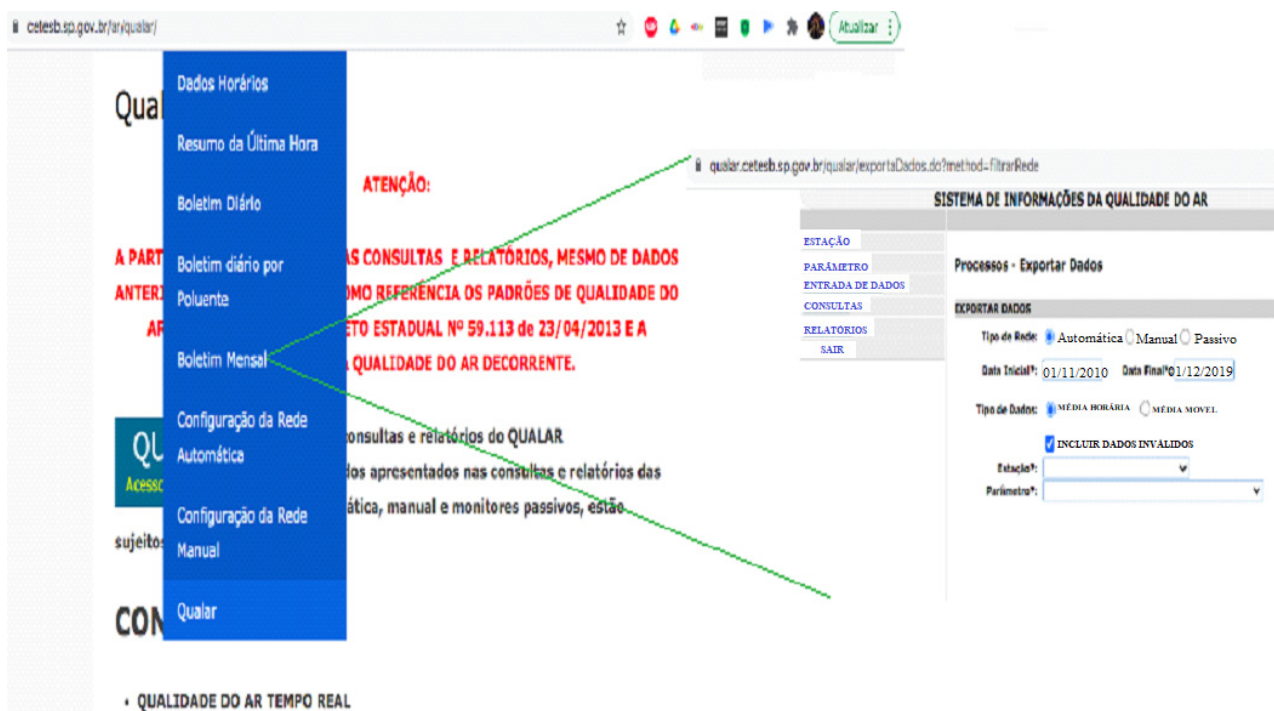 cetesb.sp.gov.br/ar/qualar/
Atualizar
Dados Horários
Resumo da Última Hora
Boletim Diário
Boletim diário por
Poluente
Boletim Mensal
Configuração da Rede
Automática
Configuração da Rede
Manual
Qualar
Qua
ATENÇÃO:
A PART
AS CONSULTAS E RELATÓRIOS, MESMO DE DADOS
ANTERI
OMO REFERÊNCIA OS PADRÕES DE QUALIDADE DO
AR
ETO ESTADUAL Nº 59.113 de 23/04/2013 E A
QUALIDADE DO AR DECORRENTE.
QU
Acesso
consultas e relatórios do QUALAR
dos apresentados nas consultas e relatórios das
ática, manual e monitores passivos, estão
sujeitos
CON
• QUALIDADE DO AR TEMPO REAL
qualar.cetesb.sp.gov.br/qualar/exportaDados.do?method=filtrarRede
SISTEMA DE INFORMAÇÕES DA QUALIDADE DO AR
ESTAÇÃO
PARÂMETRO
ENTRADA DE DADOS
CONSULTAS
RELATÓRIOS
SAIR
Processos - Exportar Dados
EXPORTAR DADOS
Tipo de Rede: Automática Manual Passivo
Data Inicial*: 01/11/2010 Data Final*01/12/2019
Tipo de Dados: MÉDIA HORÁRIA MÉDIA MOVEL
INCLUIR DADOS INVÁLIDOS
Estação*:
Parâmetro*: